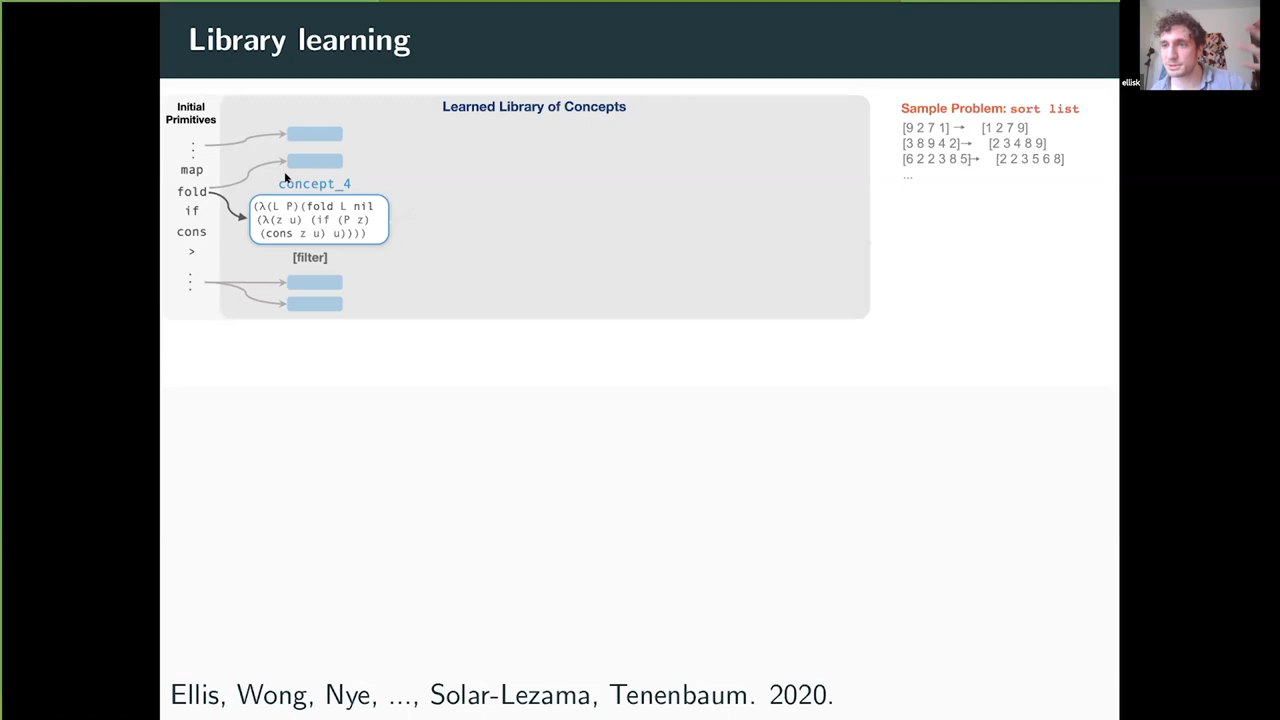 Library learning
ellisk
Initial
Primitives
Learned Library of Concepts
Sample Problem: sort list
[9 2 7 1] → [1 2 7 9]
[3 8 9 4 2]→ [2 3 4 8 9]
[6 2 2 3 8 5]→ [2 2 3 5 6 8]
...
map
fold
if
cons
>
concept_4
(λ(L P)(fold L nil
(λ(z u) (if (P z)
(cons z u) u))))
[filter]
Ellis, Wong, Nye, ..., Solar-Lezama, Tenenbaum. 2020.